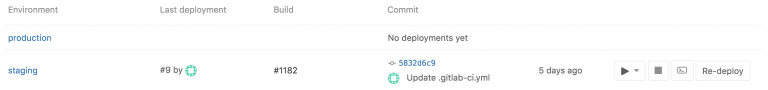 Environment Last deployment Build Commit
production No deployments yet
staging #9 by #1182 5832d6c9 5 days ago Re-deploy
Update .gitlab-ci.yml